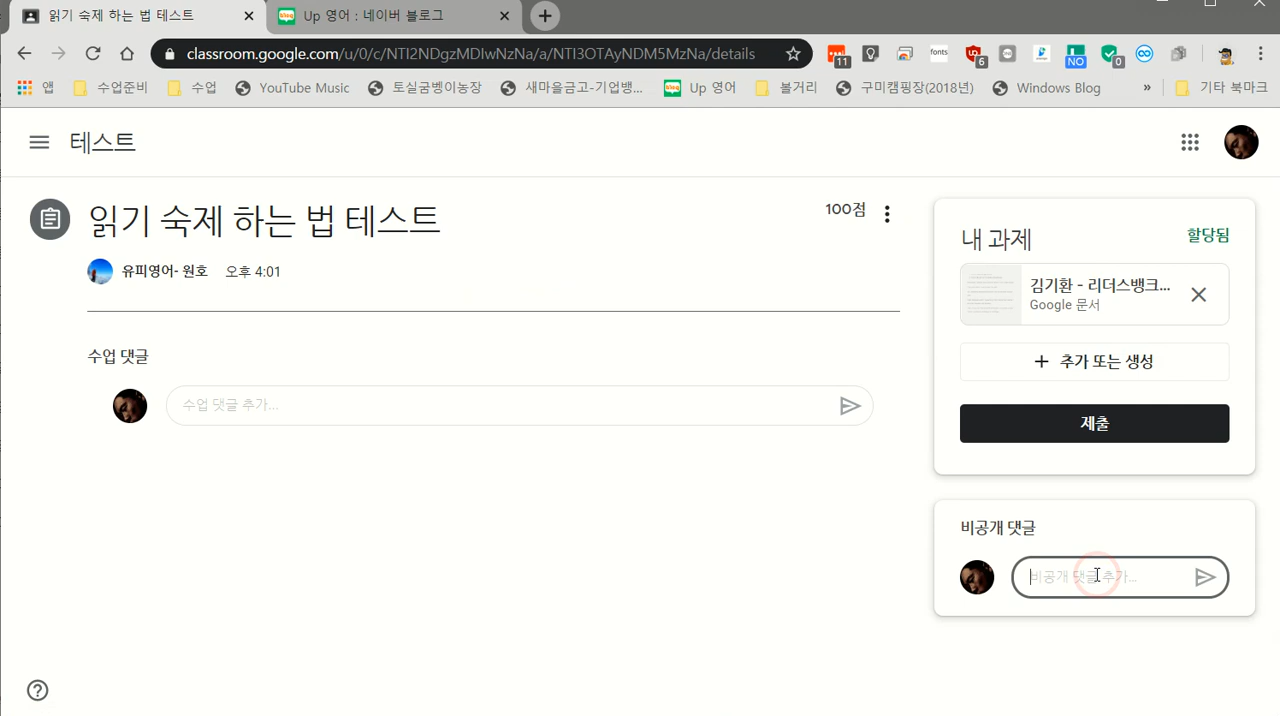 읽기 숙제 하는 법 테스트
Up 영어 : 네이버 블로그
classroom.google.com/u/0/c/NTI2NDgzMDIwNzNa/a/NTI3OTAyNDM5MzNa/details
11
fonts
6
NO
0
앱
수업준비
수업
YouTube Music
토실굼벵이농장
새마을금고-기업뱅...
Up 영어
볼거리
구미캠핑장(2018년)
Windows Blog
»
기타 북마크
테스트
읽기 숙제 하는 법 테스트
100점
유피영어- 원호 오후 4:01
내 과제
할당됨
김기환 - 리더스뱅크...
Google 문서
+ 추가 또는 생성
제출
수업 댓글
수업 댓글 추가...
비공개 댓글
비공개 댓글 추가...